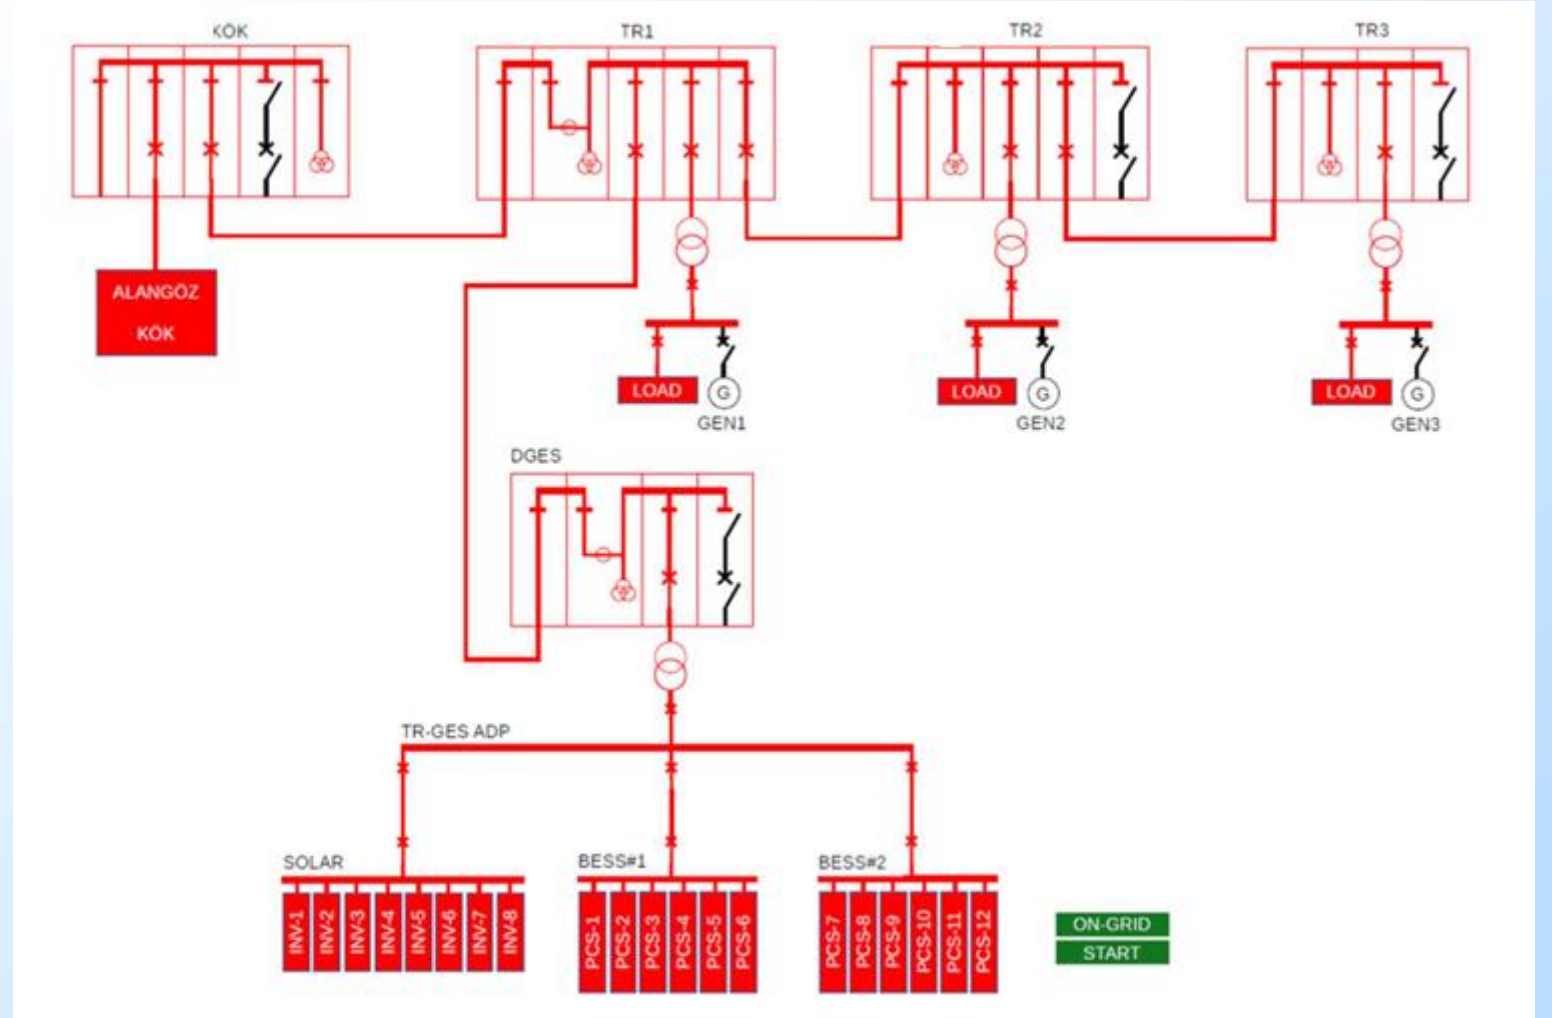 KÖK
TR1
TR2
TR3
ALANGÖZ
KÖK
LOAD
G
GEN1
LOAD
G
GEN2
LOAD
G
GEN3
DGES
TR-GES ADP
SOLAR
INV-1
INV-2
INV-3
INV-4
INV-5
INV-6
INV-7
INV-8
BESS#1
PCS-1
PCS-2
PCS-3
PCS-4
PCS-5
PCS-6
BESS#2
PCS-7
PCS-8
PCS-9
PCS-10
PCS-11
PCS-12
ON-GRID
START